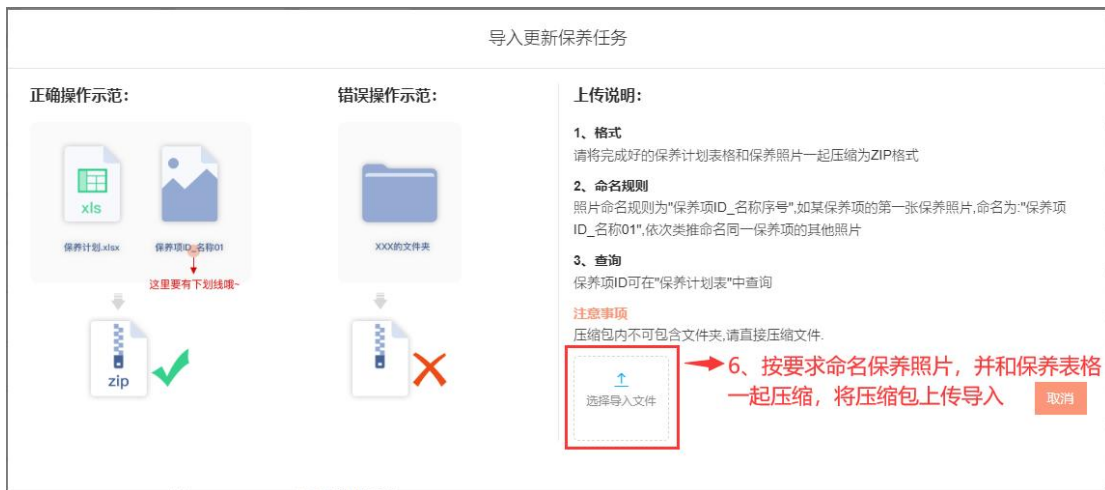 导入更新保养任务
正确操作示范：
错误操作示范：
上传说明：
xls
保养计划.xlsx
保养项ID_名称01
这里要有下划线哦~
zip
XXX的文件夹
1、格式
请将完成好的保养计划表格和保养照片一起压缩为ZIP格式
2、命名规则
照片命名规则为"保养项ID_名称序号",如某保养项的第一张保养照片,命名为:"保养项
ID_名称01",依次类推命名同一保养项的其他照片
3、查询
保养项ID可在"保养计划表"中查询
注意事项
压缩包内不可包含文件夹,请直接压缩文件.
选择导入文件
6、按要求命名保养照片，并和保养表格
一起压缩，将压缩包上传导入
取消